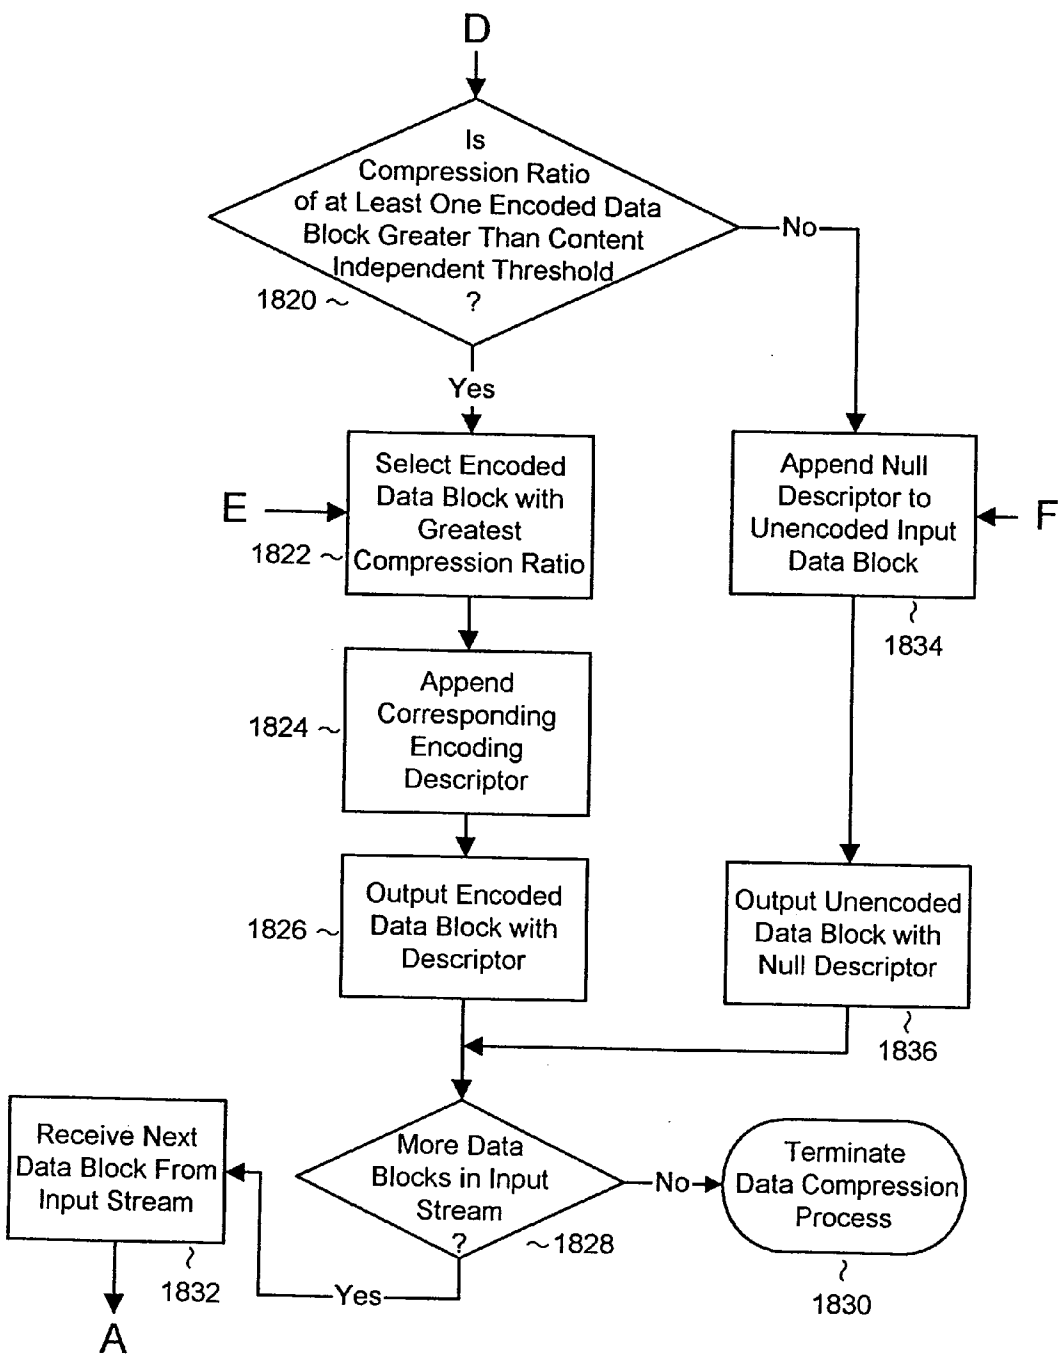 D
Is
Compression Ratio
of at Least One Encoded Data
Block Greater Than Content
Independent Threshold
?
1820
No
Yes
Select Encoded
Data Block with
Greatest
Compression Ratio
E
1822
Append Null
Descriptor to
Unencoded Input
Data Block
F
1834
Append
Corresponding
Encoding
Descriptor
1824
Output Encoded
Data Block with
Descriptor
1826
Output Unencoded
Data Block with
Null Descriptor
1836
Receive Next
Data Block From
Input Stream
1832
A
More Data
Blocks in Input
Stream
?
1828
Yes
No
Terminate
Data Compression
Process
1830